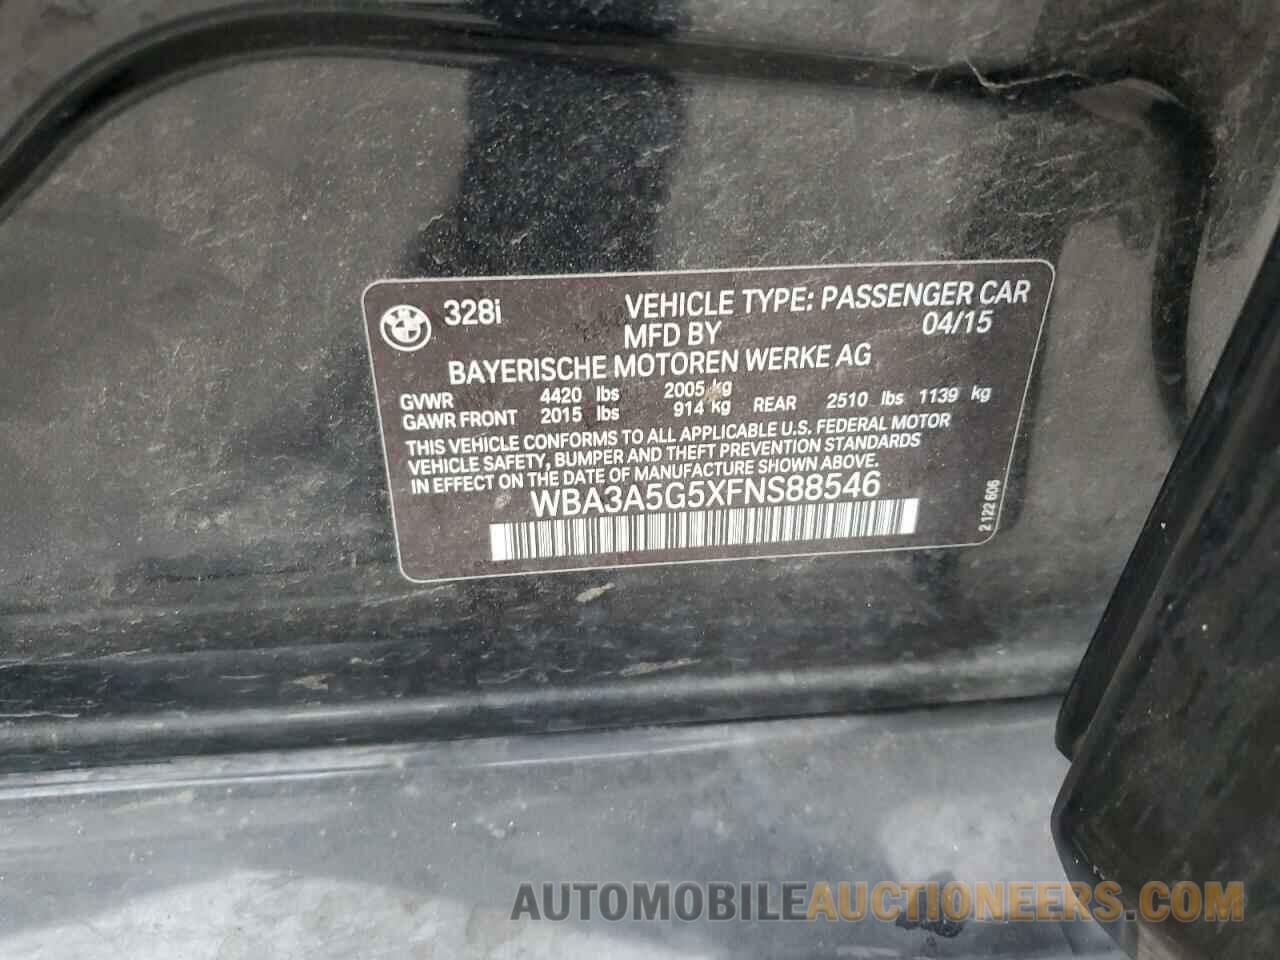 328i VEHICLE TYPE: PASSENGER CAR
MFD BY 04/15
BAYERISCHE MOTOREN WERKE AG
GVWR 4420 lbs 2005 kg
GAWR FRONT 2015 lbs 914 kg REAR 2510 lbs 1139 kg
THIS VEHICLE CONFORMS TO ALL APPLICABLE U.S. FEDERAL MOTOR
VEHICLE SAFETY, BUMPER AND THEFT PREVENTION STANDARDS
IN EFFECT ON THE DATE OF MANUFACTURE SHOWN ABOVE.
WBA3A5G5XFNS88546
2 122 606
AUTOMOBILEAUCTIONEERS.COM